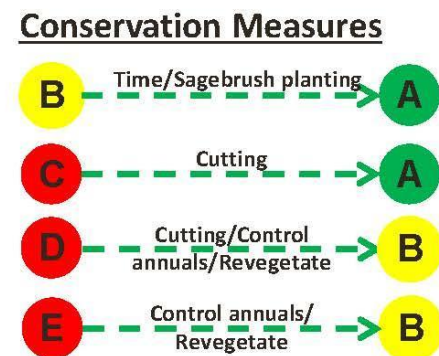 Conservation Measures
B Time/Sagebrush planting A
C Cutting A
D Cutting/Control annuals/Revegetate B
E Control annuals/ Revegetate B